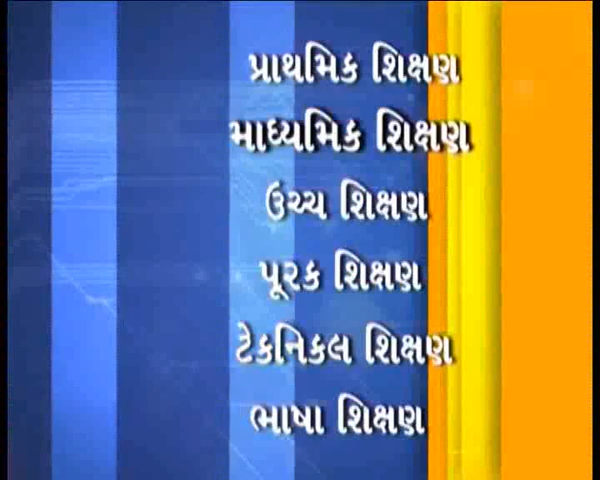 પ્રાથમિક શિક્ષણ
માધ્યમિક શિક્ષણ
ઉચ્ચ શિક્ષણ
પૂરક શિક્ષણ
ટેકનિકલ શિક્ષણ
ભાષા શિક્ષણ